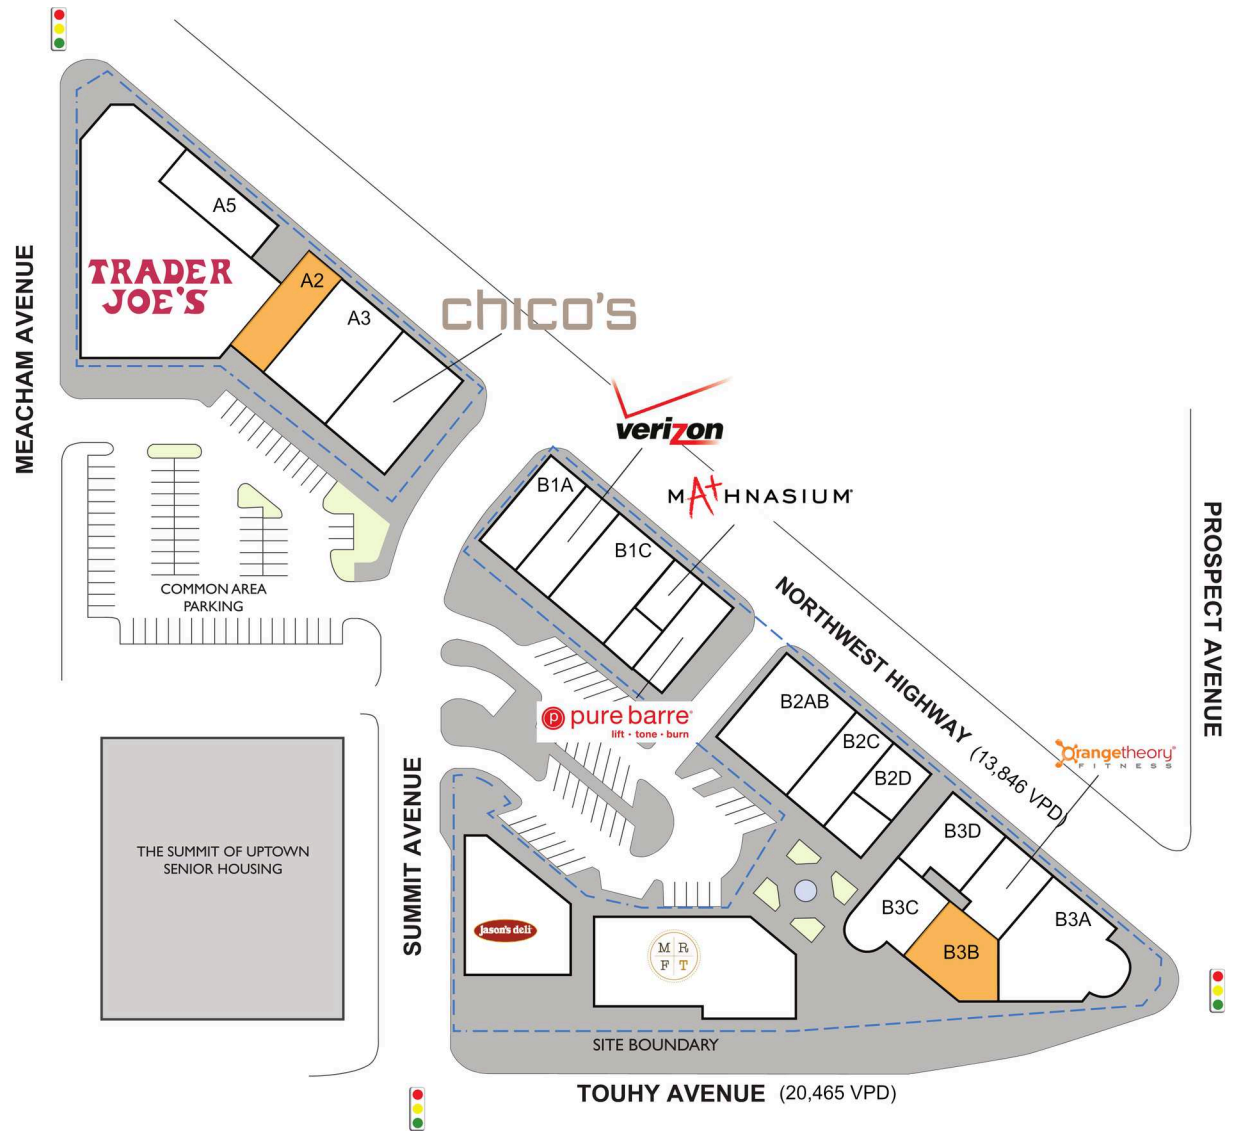 A5
TRADER
JOE'S
A2
A3
chico's
MEACHAM AVENUE
verizon
MA+HNASIUM
B1A
B1C
COMMON AREA
PARKING
NORTHWEST HIGHWAY (13,846 VPD)
PROSPECT AVENUE
p pure barre
lift • tone • burn
B2AB
B2C
B2D
orangetheory®
FITNESS
THE SUMMIT OF UPTOWN
SENIOR HOUSING
SUMMIT AVENUE
B3D
B3C
B3A
B3B
jason's deli
M R
F T
SITE BOUNDARY
TOUHY AVENUE (20,465 VPD)